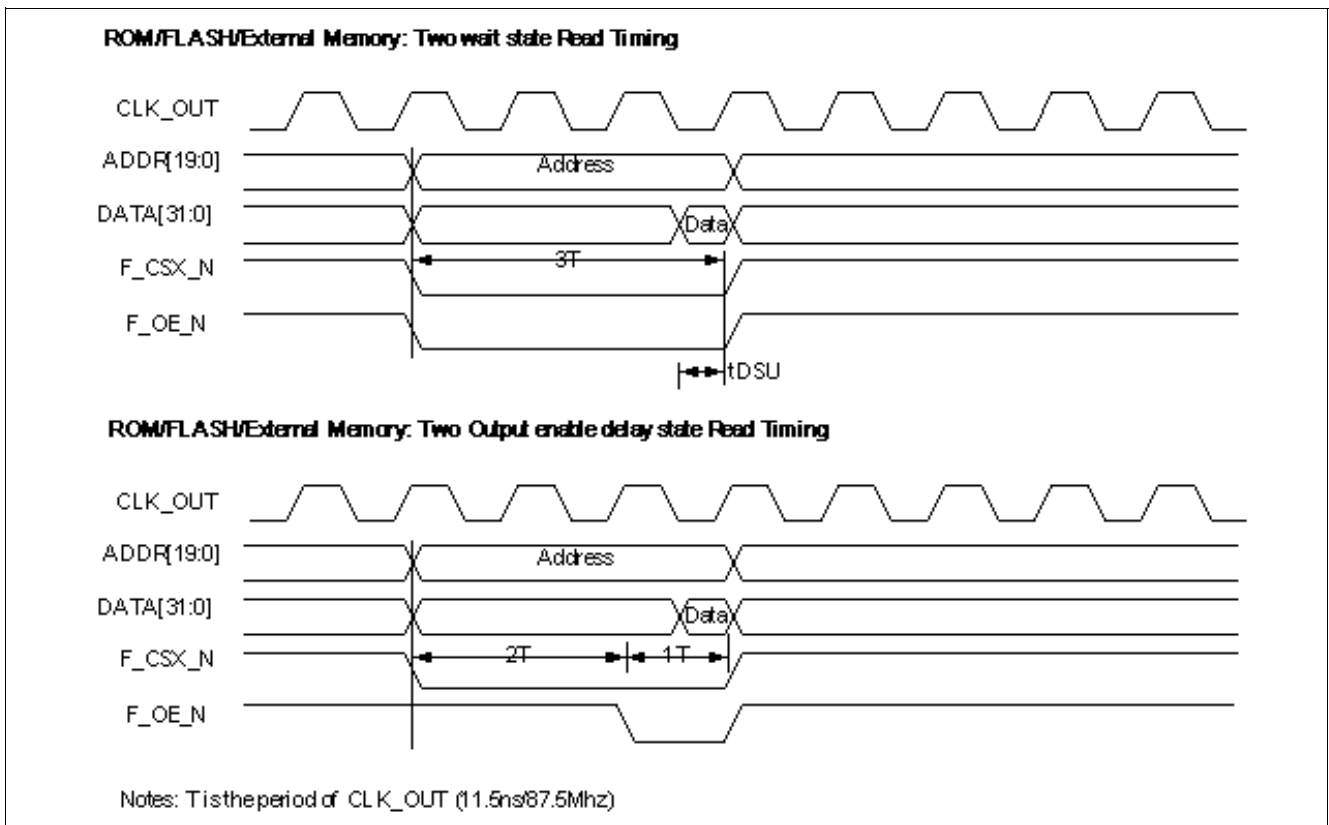 ROM/FLASH/External Memory: Two wait state Read Timing
CLK_OUT
ADDR[19:0]
Address
DATA[31:0]
Data
F_CSX_N
3T
F_OE_N
tDSU
ROM/FLASH/External Memory: Two Output enable delay state Read Timing
CLK_OUT
ADDR[19:0]
Address
DATA[31:0]
Data
F_CSX_N
2T
1T
F_OE_N
Notes: T is the period of CLK_OUT (11.5ns/87.5Mhz)